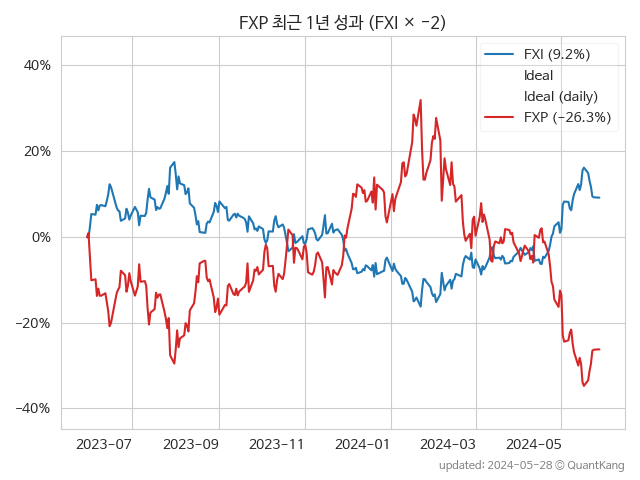 FXP 최근 1년 성과 (FXI × −2)
FXI (9.2%)
Ideal
Ideal (daily)
FXP (−26.3%)
40%
20%
0%
−20%
−40%
2023−07 2023−09 2023−11 2024−01 2024−03 2024−05
updated: 2024-05-28 © QuantKang